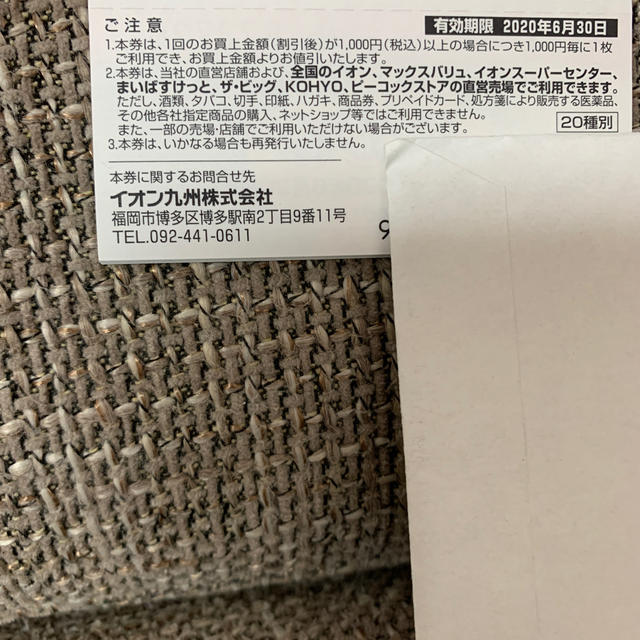 ご注意
有効期限 2020年6月30日
1.本券は、1回のお買上金額(割引後)が1,000円(税込)以上の場合につき1,000円毎に1枚
ご利用でき、お買上金額よりお値引いたします。
2.本券は、当社の直営店舗および、全国のイオン、マックスバリュ、イオンスーパーセンター、
まいばすけっと、ザ・ビッグ、KOHYO、ピーコックストアの直営売場でご利用できます。
ただし、酒類、タバコ、切手、印紙、ハガキ、商品券、プリペイドカード、処方箋により販売する医薬品、
その他各社指定商品の購入、ネットショップ等ではご利用できません。
また、一部の売場・店舗でご利用いただけない場合がございます。
20種別
3.本券は、いかなる場合も再発行いたしません。
本券に関するお問合せ先
イオン九州株式会社
福岡市博多区博多駅南2丁目9番11号
TEL.092-441-0611